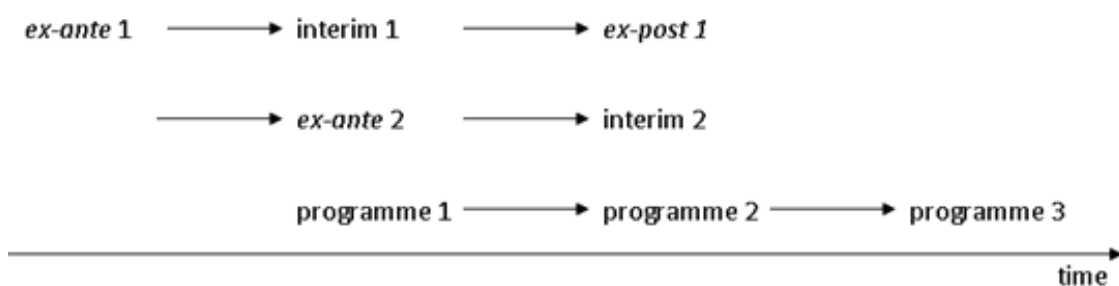 ex-ante 1 interim 1 ex-post 1
ex-ante 2 interim 2
programme 1 programme 2 programme 3
time